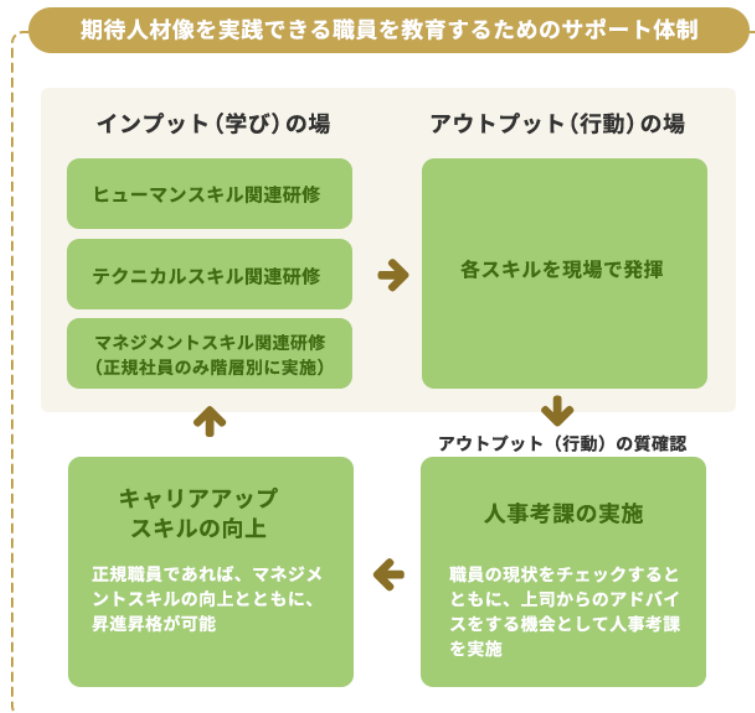 期待人材像を実践できる職員を教育するためのサポート体制
インプット（学び）の場
ヒューマンスキル関連研修
テクニカルスキル関連研修
マネジメントスキル関連研修
（正規社員のみ階層別に実施）
アウトプット（行動）の場
各スキルを現場で発揮
アウトプット（行動）の質確認
人事考課の実施
職員の現状をチェックすると
ともに、上司からのアドバイ
スをする機会として人事考課
を実施
キャリアアップ
スキルの向上
正規職員であれば、マネジメ
ントスキルの向上とともに、
昇進昇格が可能